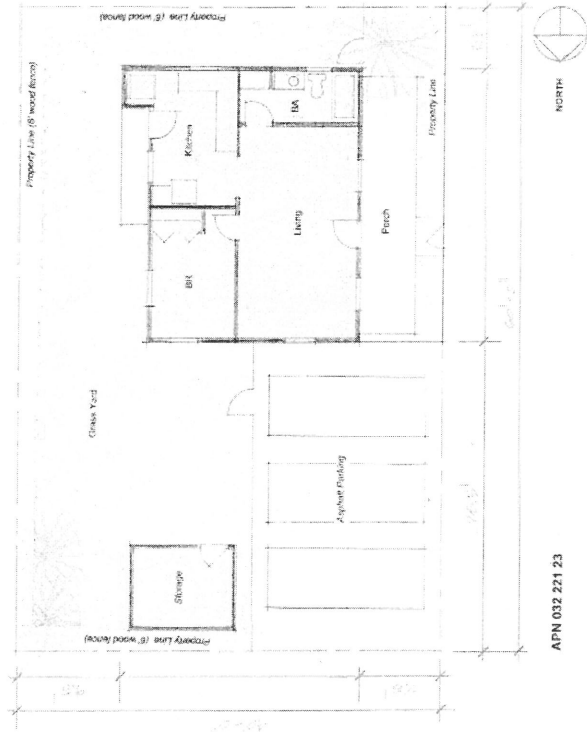 Property Line (6' wood fence)
Property Line (6' wood fence)
NORTH
Kitchen
BA
Property Line
BR
Living
Porch
Grass Yard
Asphalt Parking
Storage
Property Line (6' wood fence)
APN 032 221 23